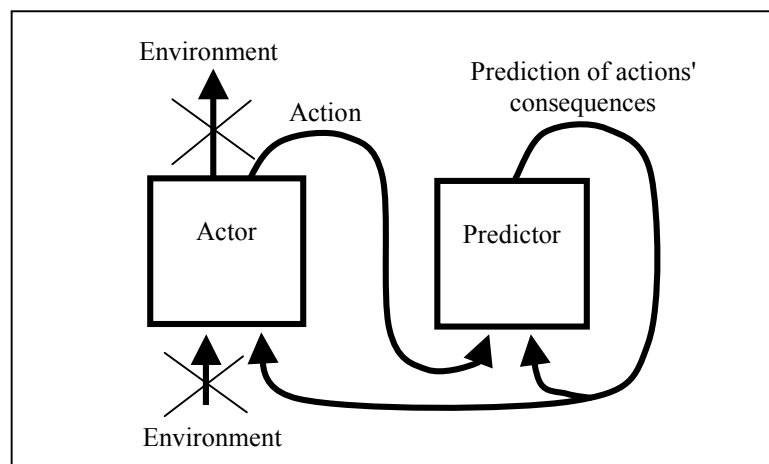 Environment
Prediction of actions'
consequences
Action
Actor
Predictor
Environment